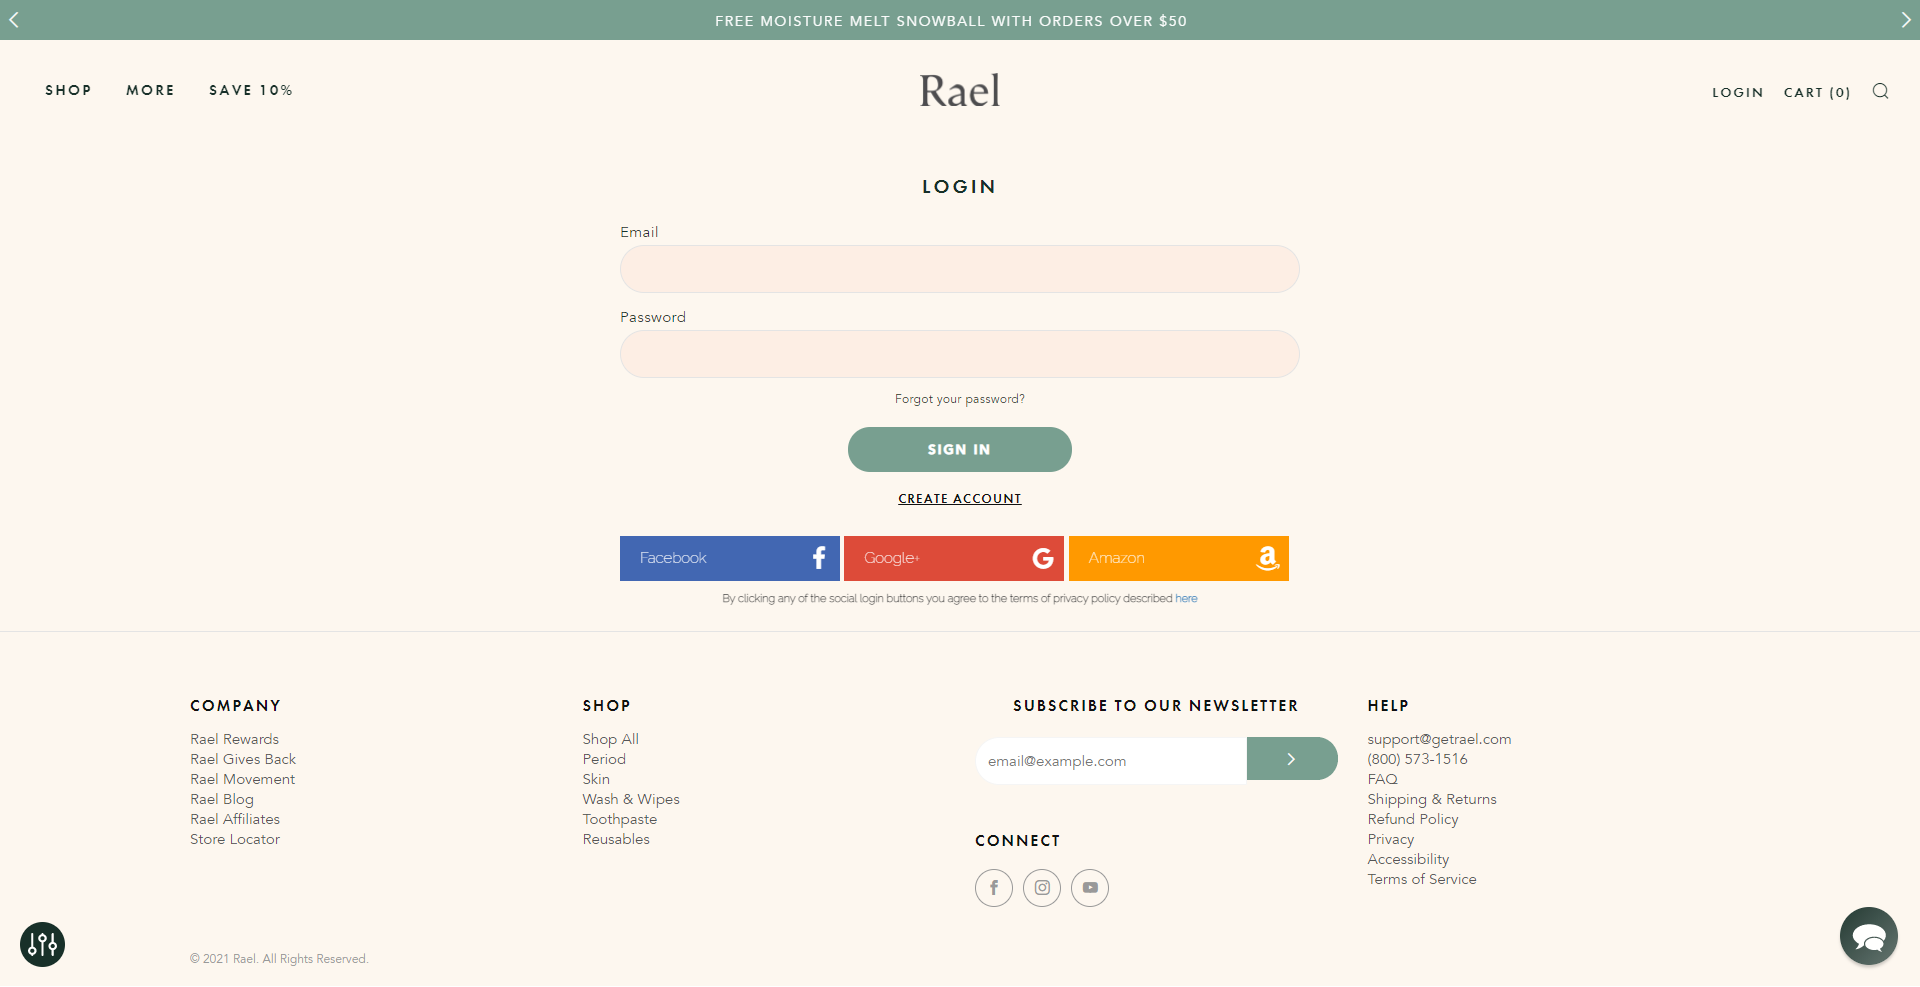 FREE MOISTURE MELT SNOWBALL WITH ORDERS OVER $50
SHOP MORE SAVE 10%
Rael
LOGIN CART (0)
LOGIN
Email
Password
Forgot your password?
SIGN IN
CREATE ACCOUNT
Facebook
Google+
Amazon
By clicking any of the social login buttons you agree to the terms of privacy policy described here
COMPANY
Rael Rewards
Rael Gives Back
Rael Movement
Rael Blog
Rael Affiliates
Store Locator
SHOP
Shop All
Period
Skin
Wash & Wipes
Toothpaste
Reusables
SUBSCRIBE TO OUR NEWSLETTER
email@example.com
CONNECT
HELP
support@getrael.com
(800) 573-1516
FAQ
Shipping & Returns
Refund Policy
Privacy
Accessibility
Terms of Service
© 2021 Rael. All Rights Reserved.